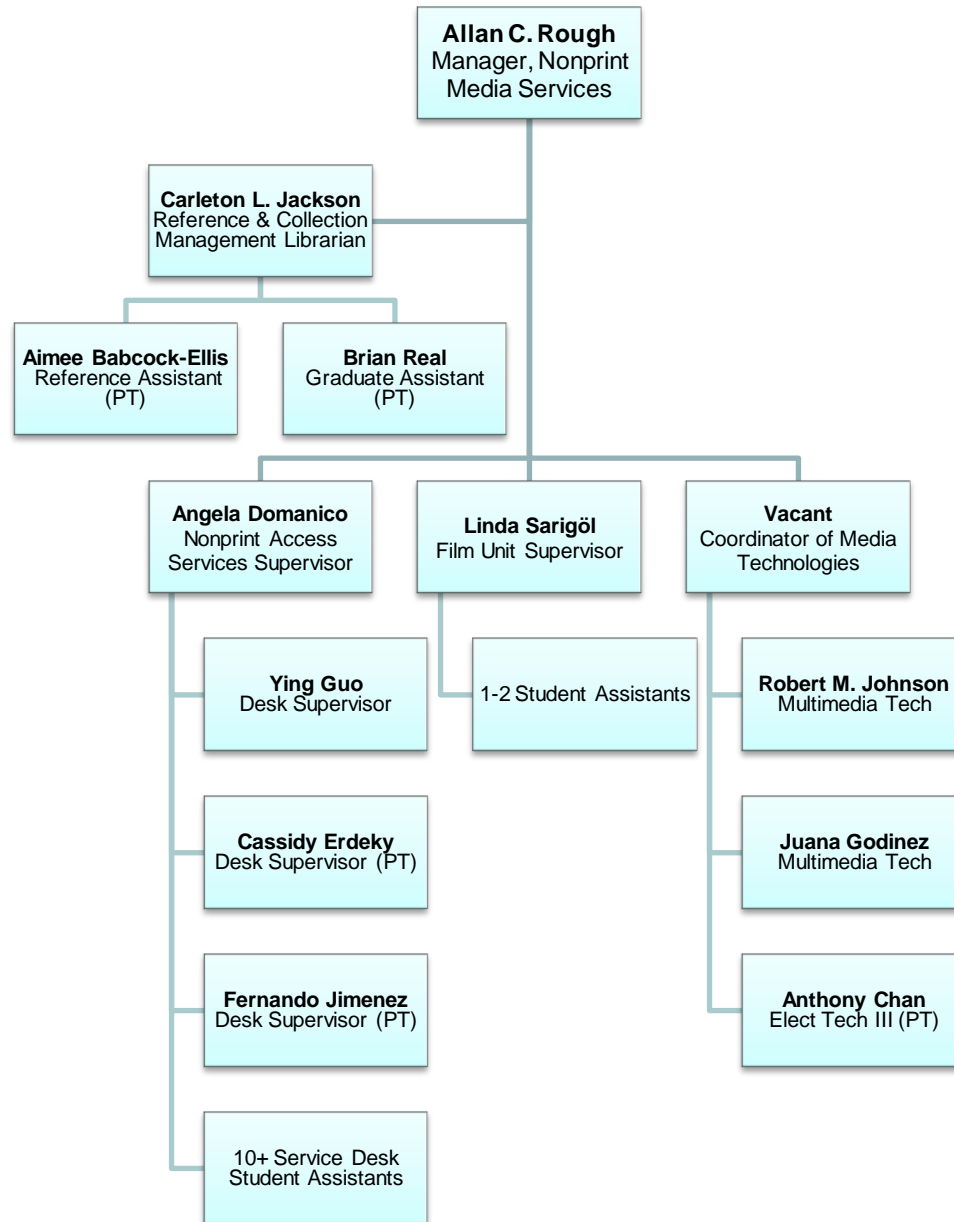 Allan C. Rough
Manager, Nonprint
Media Services
Carleton L. Jackson
Reference & Collection
Management Librarian
Aimee Babcock-Ellis
Reference Assistant
(PT)
Brian Real
Graduate Assistant
(PT)
Angela Domanico
Nonprint Access
Services Supervisor
Linda Sarigöl
Film Unit Supervisor
Vacant
Coordinator of Media
Technologies
Ying Guo
Desk Supervisor
1-2 Student Assistants
Robert M. Johnson
Multimedia Tech
Cassidy Erdeky
Desk Supervisor (PT)
Juana Godinez
Multimedia Tech
Fernando Jimenez
Desk Supervisor (PT)
Anthony Chan
Elect Tech III (PT)
10+ Service Desk
Student Assistants